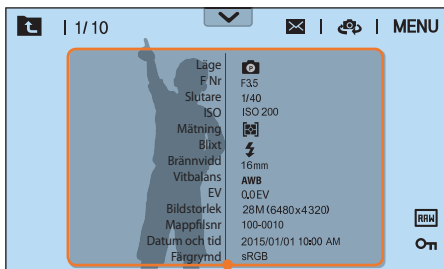 1/10 MENU
Läge P
F Nr F3.5
Slutare 1/40
ISO ISO 200
Mätning
Blixt
Brännvidd 16mm
Vitbalans AWB
EV 0.0EV
Bildstorlek 28M (6480x4320)
Mappfilsnr 100-0010
Datum och tid 2015/01/01 10:00 AM
Färgrymd sRGB
RAW